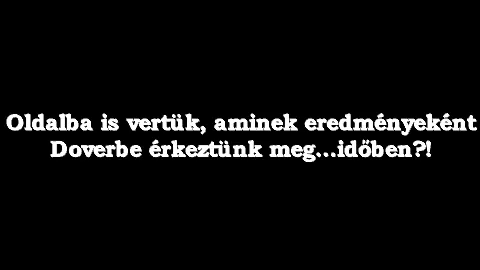 Oldalba is vertük, aminek eredményeként
Doverbe érkeztünk meg...időben?!